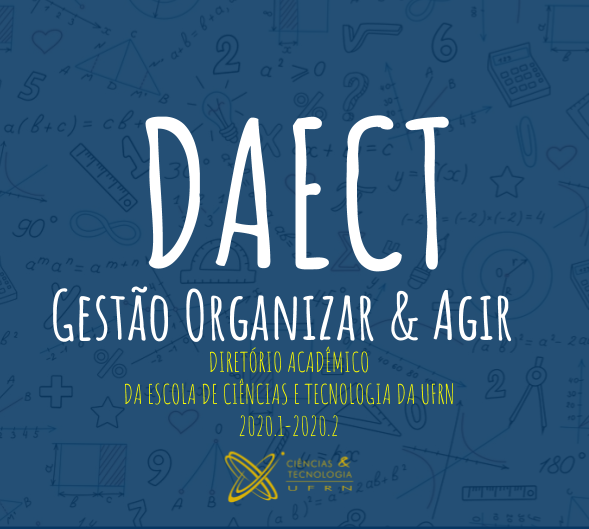 DAECT
GESTÃO ORGANIZAR & AGIR
DIRETÓRIO ACADÊMICO
DA ESCOLA DE CIÊNCIAS E TECNOLOGIA DA UFRN
2020.1-2020.2
CIÊNCIAS &
TECNOLOGIA
UFRN